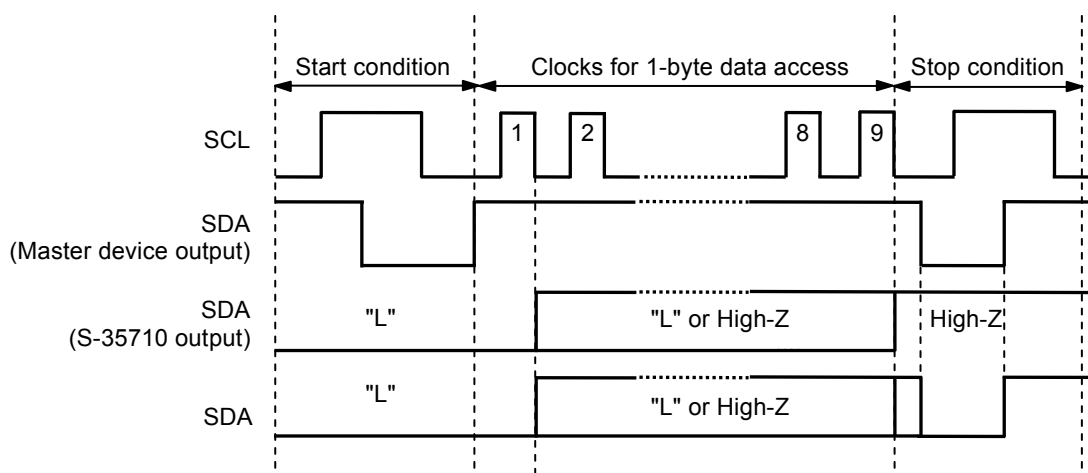 Start condition
Clocks for 1-byte data access
Stop condition
SCL
1
2
8
9
SDA
(Master device output)
SDA
(S-35710 output)
"L"
"L" or High-Z
High-Z
SDA
"L"
"L" or High-Z